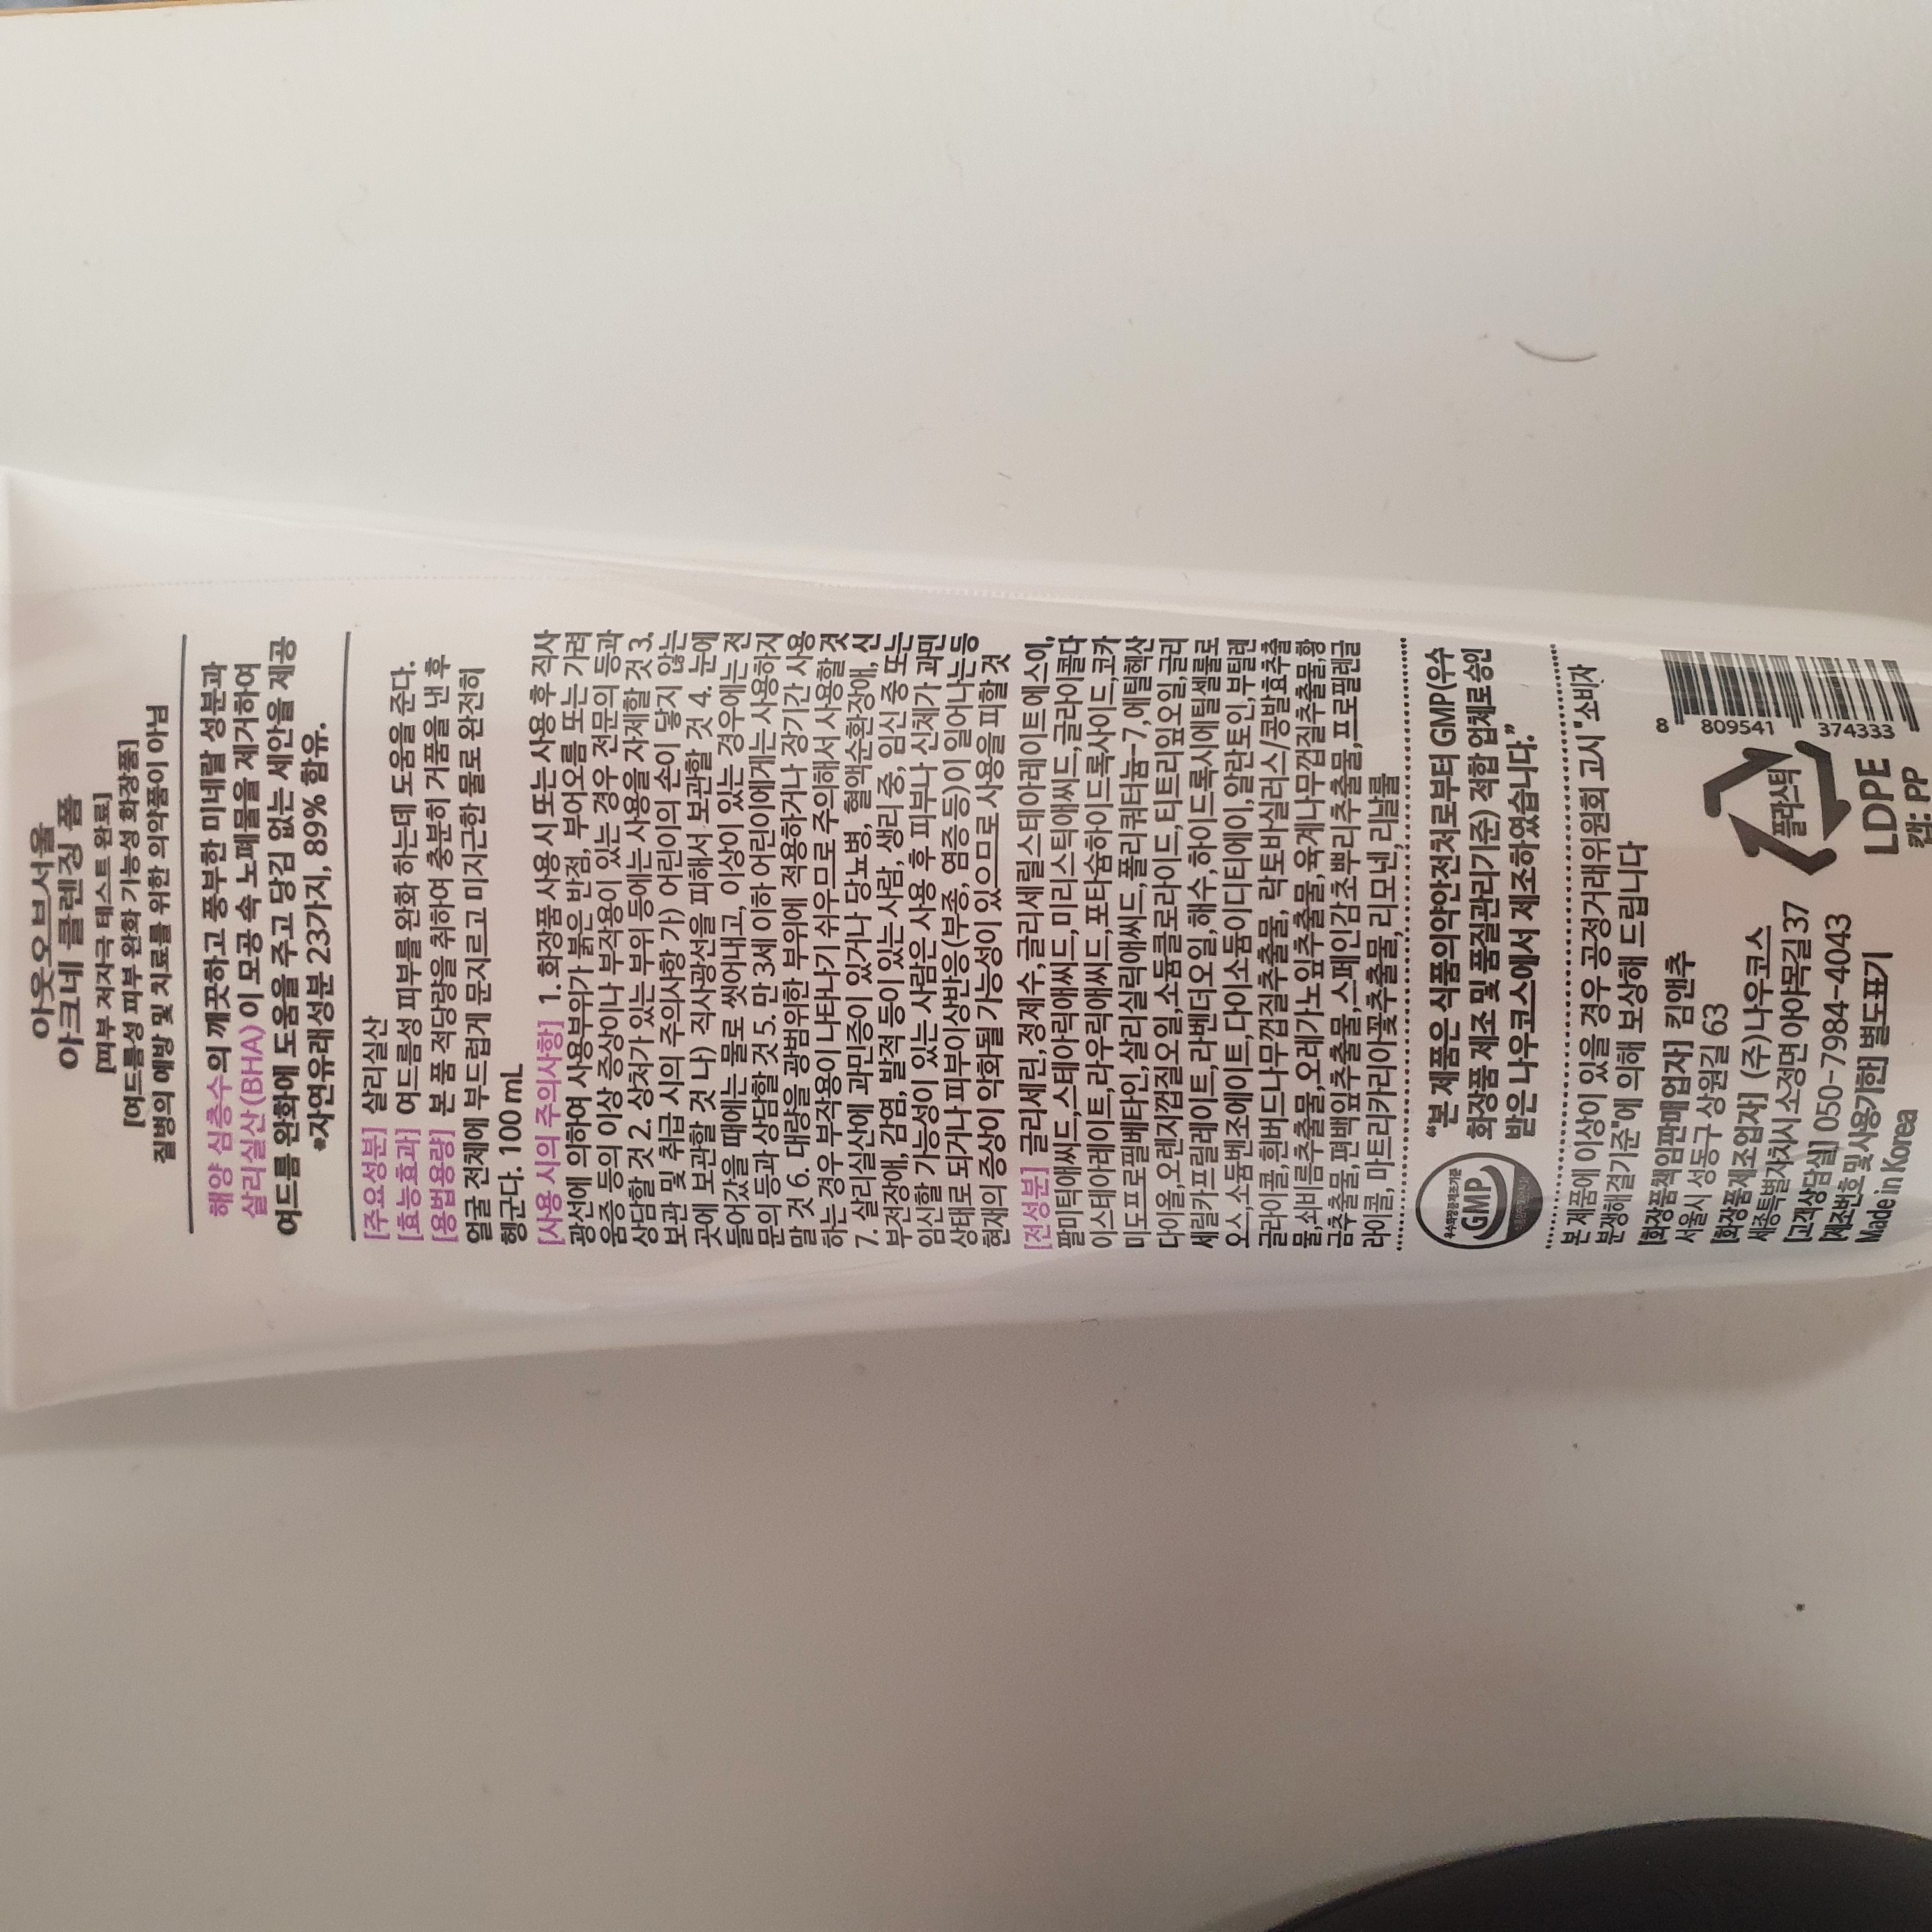 아웃오브서울
아크네 클렌징 폼
[피부 저자극 테스트 완료]
[여드름성 피부 완화 기능성 화장품]
질병의 예방 및 치료를 위한 의약품이 아님
해양 심층수의 깨끗하고 풍부한 미네랄 성분과
살리실산(BHA) 이 모공 속 노폐물을 제거하여
여드름 완화에 도움을 주고 당김 없는 세안을 제공
*자연유래성분 23가지, 89% 함유.
[주요성분] 살리실산
[효능효과] 여드름성 피부를 완화 하는데 도움을 준다.
[용법용량] 본 품 적당량을 취하여 충분히 거품을 낸 후
얼굴 전체에 부드럽게 문지르고 미지근한 물로 완전히
헹군다. 100 mL
[사용 시의 주의사항] 1. 화장품 사용 시 또는 사용 후 직사
광선에 의하여 사용부위가 붉은 반점, 부어오름 또는 가려
움증 등의 이상 증상이나 부작용이 있는 경우 전문의 등과
상담할 것 2. 상처가 있는 부위 등에는 사용을 자제할 것 3.
보관 및 취급 시의 주의사항 가) 어린이의 손이 닿지 않는
곳에 보관할 것 나) 직사광선을 피해서 보관할 것 4. 눈에
들어갔을 때에는 물로 씻어내고, 이상이 있는 경우에는 전
문의 등과 상담할 것 5. 만 3세 이하 어린이에게는 사용하지
말 것 6. 대량을 광범위한 부위에 적용하거나 장기간 사용
하는 경우 부작용이 나타나기 쉬우므로 주의해서 사용할 것
7. 살리실산에 과민증이 있거나 당뇨병, 혈액순환장애, 신
부전장애, 감염, 발적 등이 있는 사람, 생리 중, 임신 중 또는
임신할 가능성이 있는 사람은 사용 후 피부나 신체가 과민
상태로 되거나 피부이상반응(부종, 염증 등)이 일어나는 등
현재의 증상이 악화될 가능성이 있으므로 사용을 피할 것
[전성분] 글리세린,정제수,글리세릴스테아레이트에스이,
팔미틱애씨드,스테아릭애씨드,미리스틱애씨드,글라이콜다
이스테아레이트,라우릭애씨드,포타슘하이드록사이드,코카
미도프로필베타인,살리실릭애씨드,폴리쿼터늄-7,에틸헥산
다이올,오렌지껍질오일,소듐클로라이드,티트리잎오일,글리
세릴카프릴레이트,라벤더오일,해수,하이드록시에틸셀룰로
오스,소듐벤조에이트,다이소듐이디티에이,알란토인,부틸렌
글라이콜,흰버드나무껍질추출물, 락토바실러스/콩발효추출
물,쇠비름추출물,오레가노잎추출물,육계나무껍질추출물,황
금추출물,편백잎추출물,스페인감초뿌리추출물,프로필렌글
라이콜, 마트리카리아꽃추출물,리모넨,리날룰
우수화장품제조기준
GMP
“본 제품은 식품의약안전처로부터 GMP(우수
화장품 제조 및 품질관리기준) 적합 업체로 승인
받은 나우코스에서 제조하였습니다.”
본 제품에 이상이 있을 경우 공정거래위원회 고시 "소비자
분쟁해결기준"에 의해 보상해 드립니다
[화장품책임판매업자] 킴앤추
서울시 성동구 상원길 63
[화장품제조업자] (주)나우코스
세종특별자치시 소정면 아야목길 37
[고객상담실] 050-7984-4043
[제조번호 및 사용기한] 별도표기
Made in Korea
플라스틱
LDPE
캡: PP
8 809541 374333